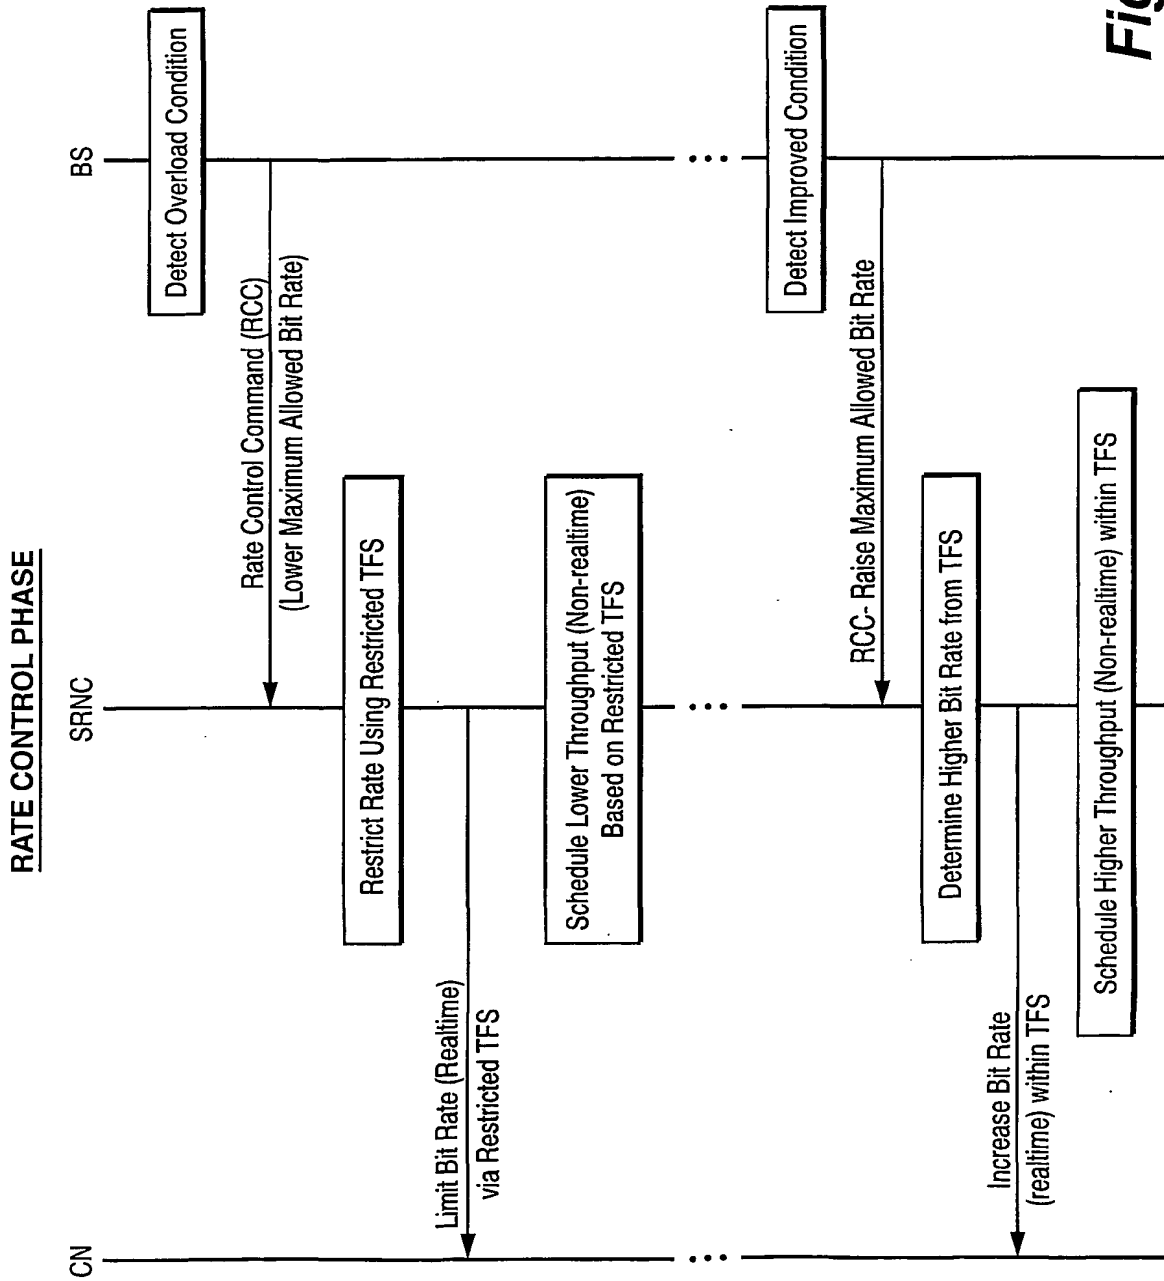 RATE CONTROL PHASE
CN
SRNC
BS
Detect Overload Condition
Rate Control Command (RCC)
(Lower Maximum Allowed Bit Rate)
Restrict Rate Using Restricted TFS
Limit Bit Rate (Realtime)
via Restricted TFS
Schedule Lower Throughput (Non-realtime)
Based on Restricted TFS
Detect Improved Condition
RCC- Raise Maximum Allowed Bit Rate
Determine Higher Bit Rate from TFS
Increase Bit Rate
(realtime) within TFS
Schedule Higher Throughput (Non-realtime) within TFS
Fig